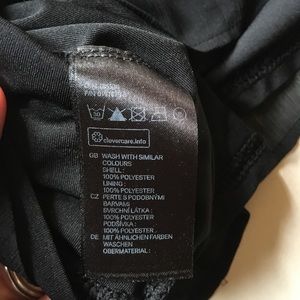 30
clevercare.info
GB WASH WITH SIMILAR
COLOURS
SHELL :
100% POLYESTER
LINING :
100% POLYESTER
CZ PERTE S PODOBNÝMI
BARVAMI
SVRCHNÍ LÁTKA :
100% POLYESTER
PODŠÍVKA :
100% POLYESTER
DE MIT ÄHNLICHEN FARBEN
WASCHEN
OBERMATERIAL :